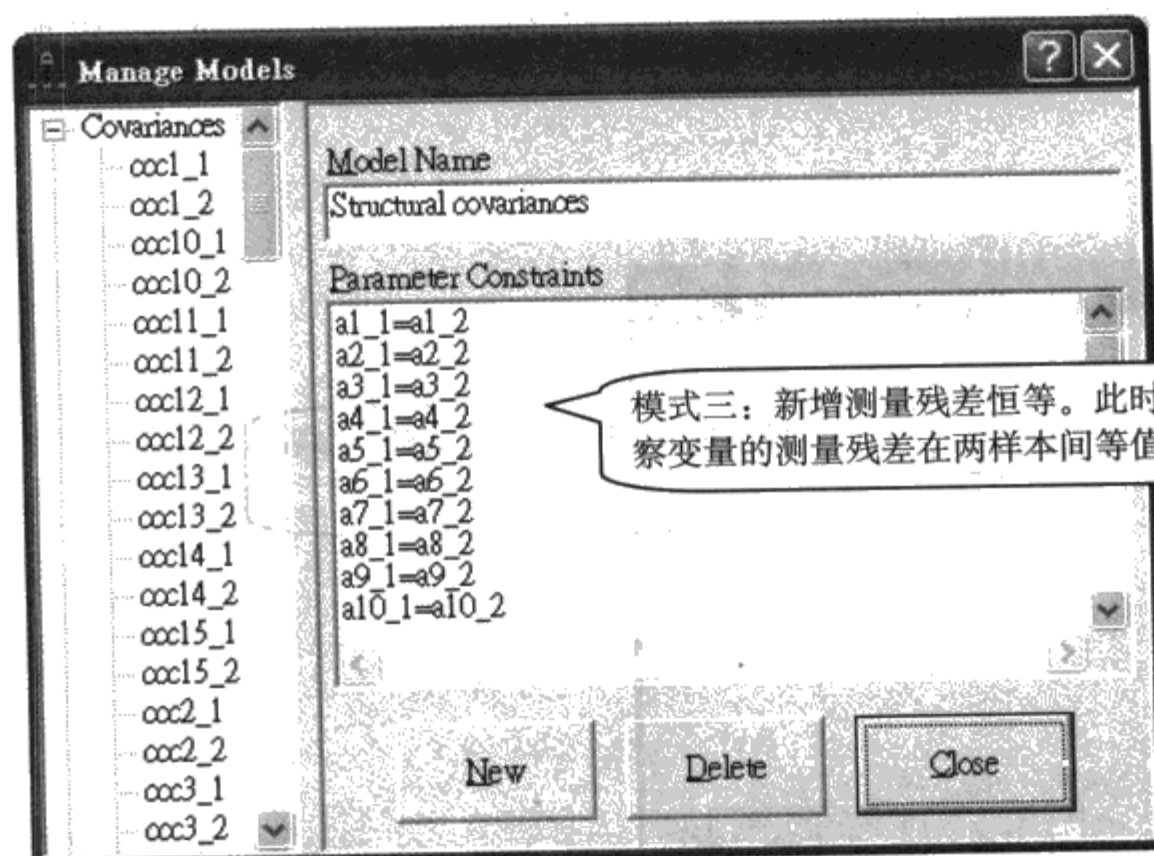 Manage Models
Covariances
ccc1_1
ccc1_2
ccc10_1
ccc10_2
ccc11_1
ccc11_2
ccc12_1
ccc12_2
ccc13_1
ccc13_2
ccc14_1
ccc14_2
ccc15_1
ccc15_2
ccc2_1
ccc2_2
ccc3_1
ccc3_2
Model Name
Structural covariances
Parameter Constraints
a1_1=a1_2
a2_1=a2_2
a3_1=a3_2
a4_1=a4_2
a5_1=a5_2
a6_1=a6_2
a7_1=a7_2
a8_1=a8_2
a9_1=a9_2
a10_1=a10_2
模式三：新增测量残差恒等。此时
察变量的测量残差在两样本间等值
New
Delete
Close